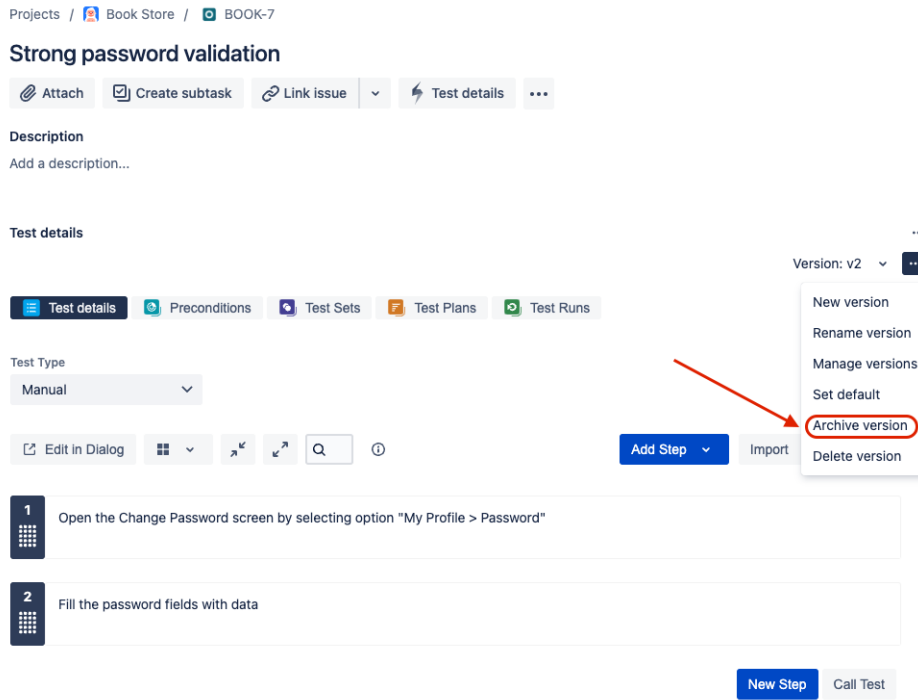 Projects / Book Store / BOOK-7
Strong password validation
Attach Create subtask Link issue Test details
Description
Add a description...
Test details
Version: v2
Test details Preconditions Test Sets Test Plans Test Runs
New version
Rename version
Manage versions
Set default
Archive version
Delete version
Test Type
Manual
Edit in Dialog Add Step Import
1 Open the Change Password screen by selecting option "My Profile > Password"
2 Fill the password fields with data
New Step Call Test